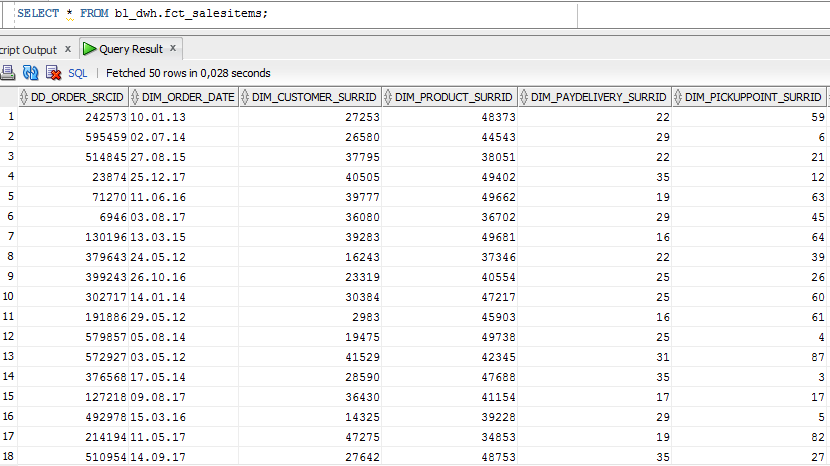 SELECT * FROM bl_dwh.fct_salesitems;
cript Output x Query Result x
SQL | Fetched 50 rows in 0,028 seconds
DD_ORDER_SRCID DIM_ORDER_DATE DIM_CUSTOMER_SURRID DIM_PRODUCT_SURRID DIM_PAYDELIVERY_SURRID DIM_PICKUPPOINT_SURRID
1 242573 10.01.13 27253 48373 22 59
2 595459 02.07.14 26580 44543 29 6
3 514845 27.08.15 37795 38051 22 21
4 23874 25.12.17 40505 49402 35 12
5 71270 11.06.16 39777 49662 19 63
6 6946 03.08.17 36080 36702 29 45
7 130196 13.03.15 39283 49681 16 64
8 379643 24.05.12 16243 37346 22 39
9 399243 26.10.16 23319 40554 25 26
10 302717 14.01.14 30384 47217 25 60
11 191886 29.05.12 2983 45903 16 61
12 579857 05.08.14 19475 49738 25 4
13 572927 03.05.12 41529 42345 31 87
14 376568 17.05.14 28590 47688 35 3
15 127218 09.08.17 36430 41154 17 17
16 492978 15.03.16 14325 39228 29 5
17 214194 11.05.17 47275 34853 19 82
18 510954 14.09.17 27642 48753 35 27